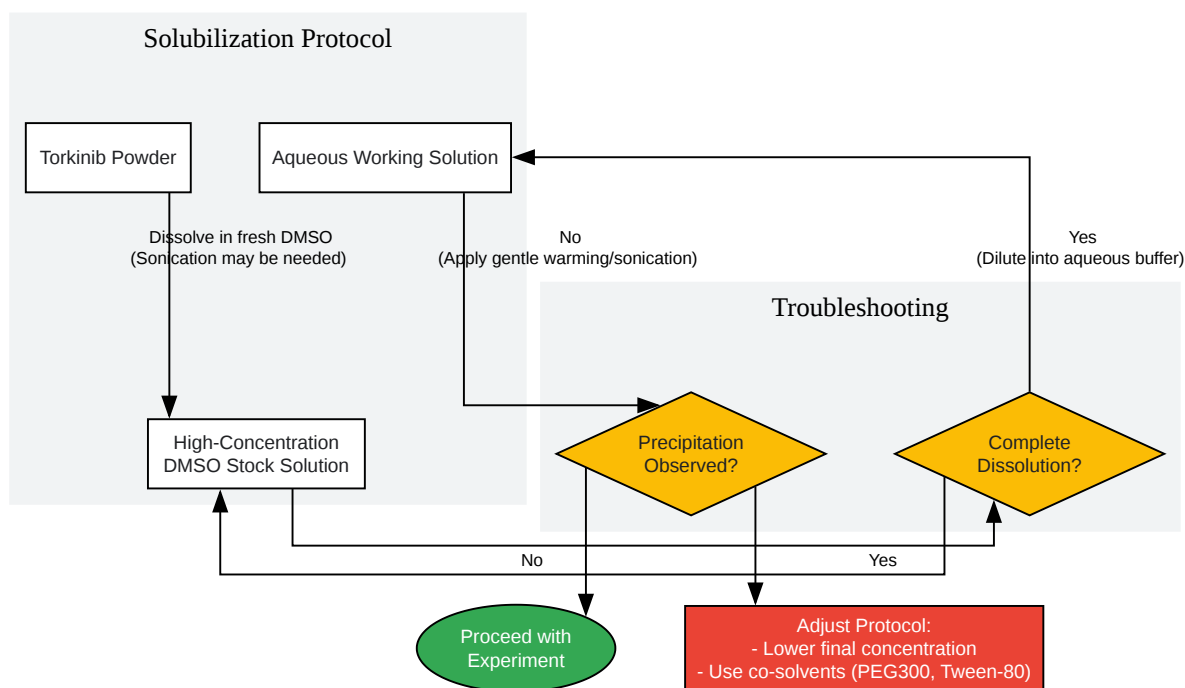 Solubilization Protocol
Torkinib Powder
Aqueous Working Solution
Dissolve in fresh DMSO
(Sonication may be needed)
No
(Apply gentle warming/sonication)
Yes
(Dilute into aqueous buffer)
Troubleshooting
High-Concentration
DMSO Stock Solution
Precipitation
Observed?
Complete
Dissolution?
No
Yes
Proceed with
Experiment
Adjust Protocol:
- Lower final concentration
- Use co-solvents (PEG300, Tween-80)